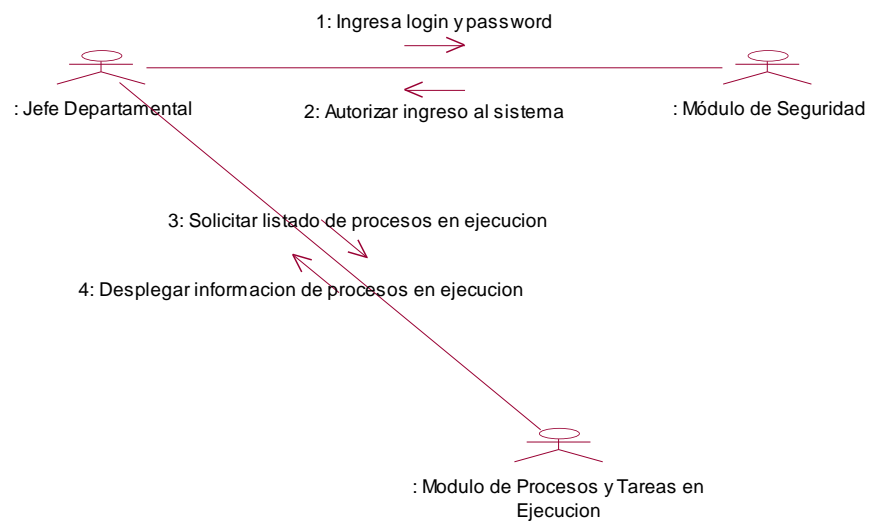 1: Ingresa login y password
2: Autorizar ingreso al sistema
: Jefe Departamental
: Módulo de Seguridad
3: Solicitar listado de procesos en ejecucion
4: Desplegar informacion de procesos en ejecucion
: Modulo de Procesos y Tareas en
Ejecucion